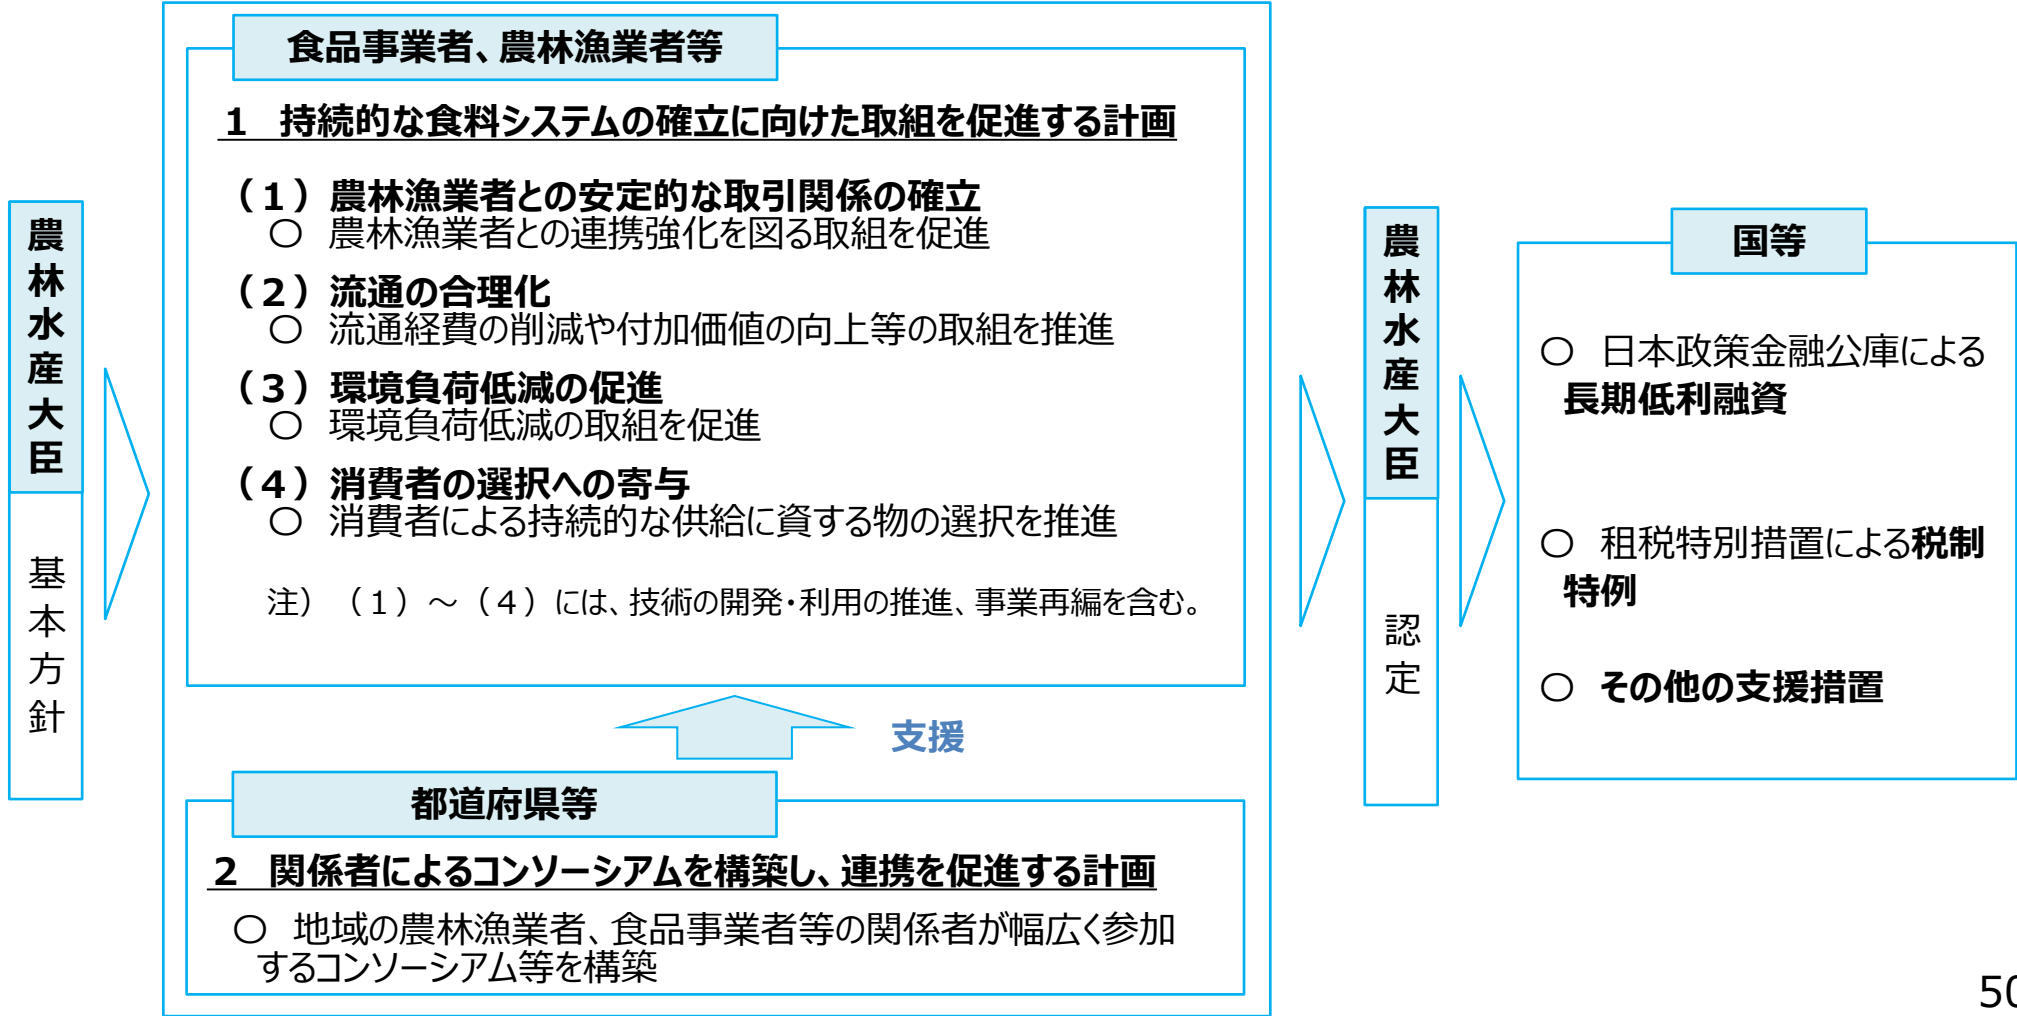 農林水産大臣
基本方針
食品事業者、農林漁業者等
1　持続的な食料システムの確立に向けた取組を促進する計画
（1）農林漁業者との安定的な取引関係の確立
〇　農林漁業者との連携強化を図る取組を促進
（2）流通の合理化
〇　流通経費の削減や付加価値の向上等の取組を推進
（3）環境負荷低減の促進
〇　環境負荷低減の取組を促進
（4）消費者の選択への寄与
〇　消費者による持続的な供給に資する物の選択を推進
注）（1）～（4）には、技術の開発・利用の推進、事業再編を含む。
支援
都道府県等
2　関係者によるコンソーシアムを構築し、連携を促進する計画
〇　地域の農林漁業者、食品事業者等の関係者が幅広く参加
するコンソーシアム等を構築
農林水産大臣
認定
国等
〇　日本政策金融公庫による
長期低利融資
〇　租税特別措置による税制
特例
〇　その他の支援措置
50